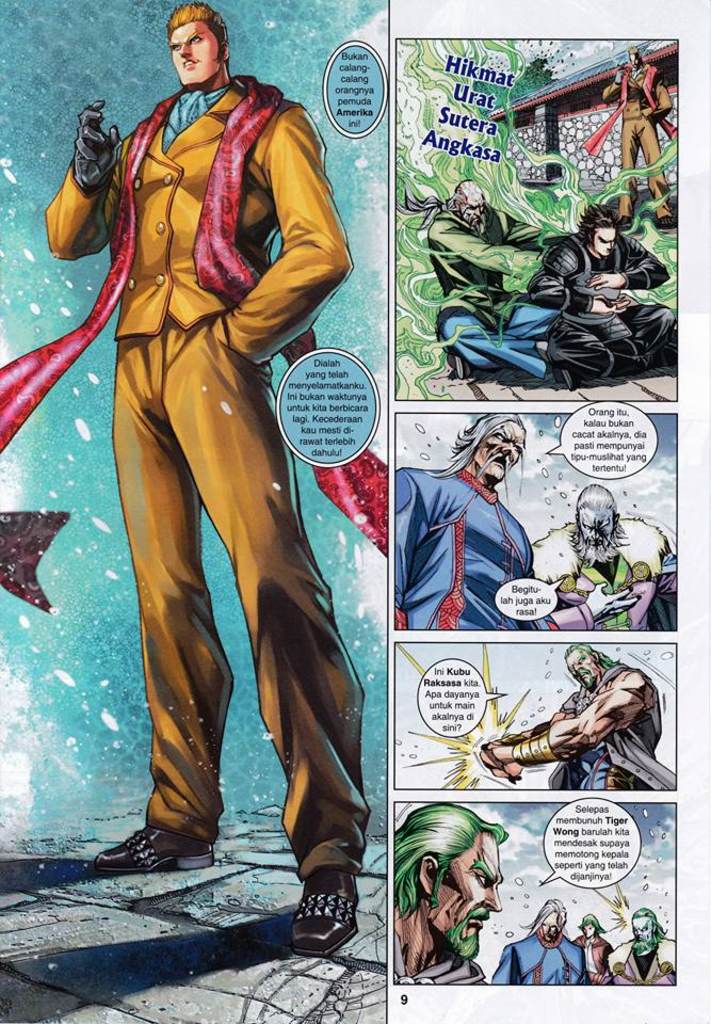 Bukan
calang-
calang
orangnya
pemuda
Amerika
ini!
Dialah
yang telah
menyelamatkanku.
Ini bukan waktunya
untuk kita berbicara
lagi. Kecederaan
kau mesti di-
rawat terlebih
dahulu!
Hikmat
Urat
Sutera
Angkasa
Orang itu,
kalau bukan
cacat akalnya, dia
pasti mempunyai
tipu-muslihat yang
tertentu!
Begitu-
lah juga aku
rasa!
Ini Kubu
Raksasa kita.
Apa dayanya
untuk main
akalnya di
sini?
Selepas
membunuh Tiger
Wong barulah kita
mendesak supaya
memotong kepala
seperti yang telah
dijanjinya!
9